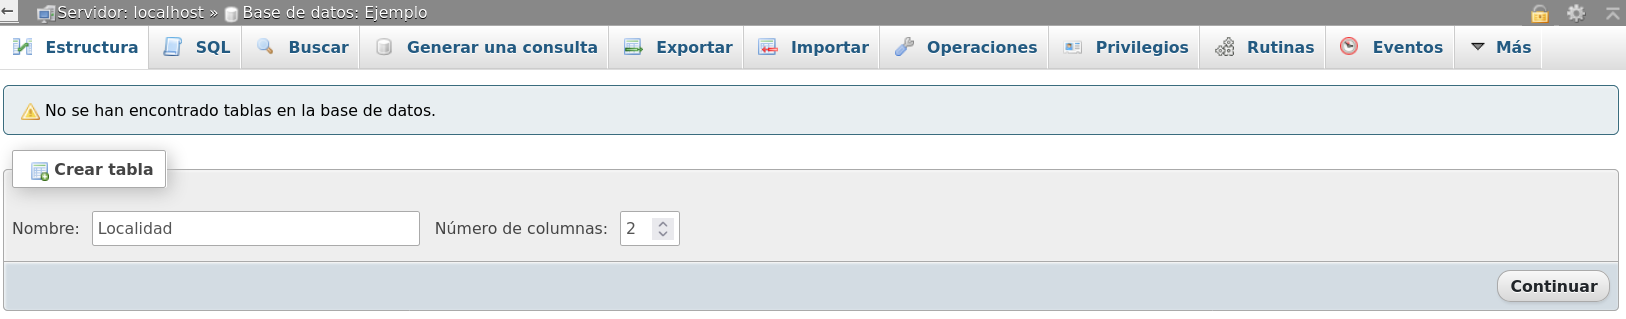 Servidor: localhost » Base de datos: Ejemplo
Estructura SQL Buscar Generar una consulta Exportar Importar Operaciones Privilegios Rutinas Eventos Más
No se han encontrado tablas en la base de datos.
Crear tabla
Nombre: Localidad Número de columnas: 2
Continuar